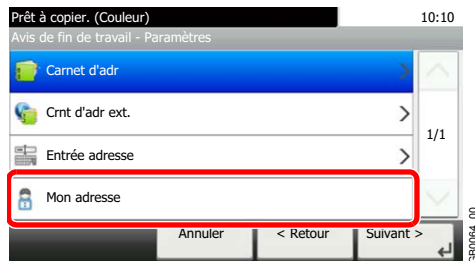 Prêt à copier. (Couleur) 10:10
Avis de fin de travail - Paramètres
Carnet d'adr
Crnt d'adr ext.
1/1
Entrée adresse
Mon adresse
Annuler < Retour Suivant >
GB0064_00